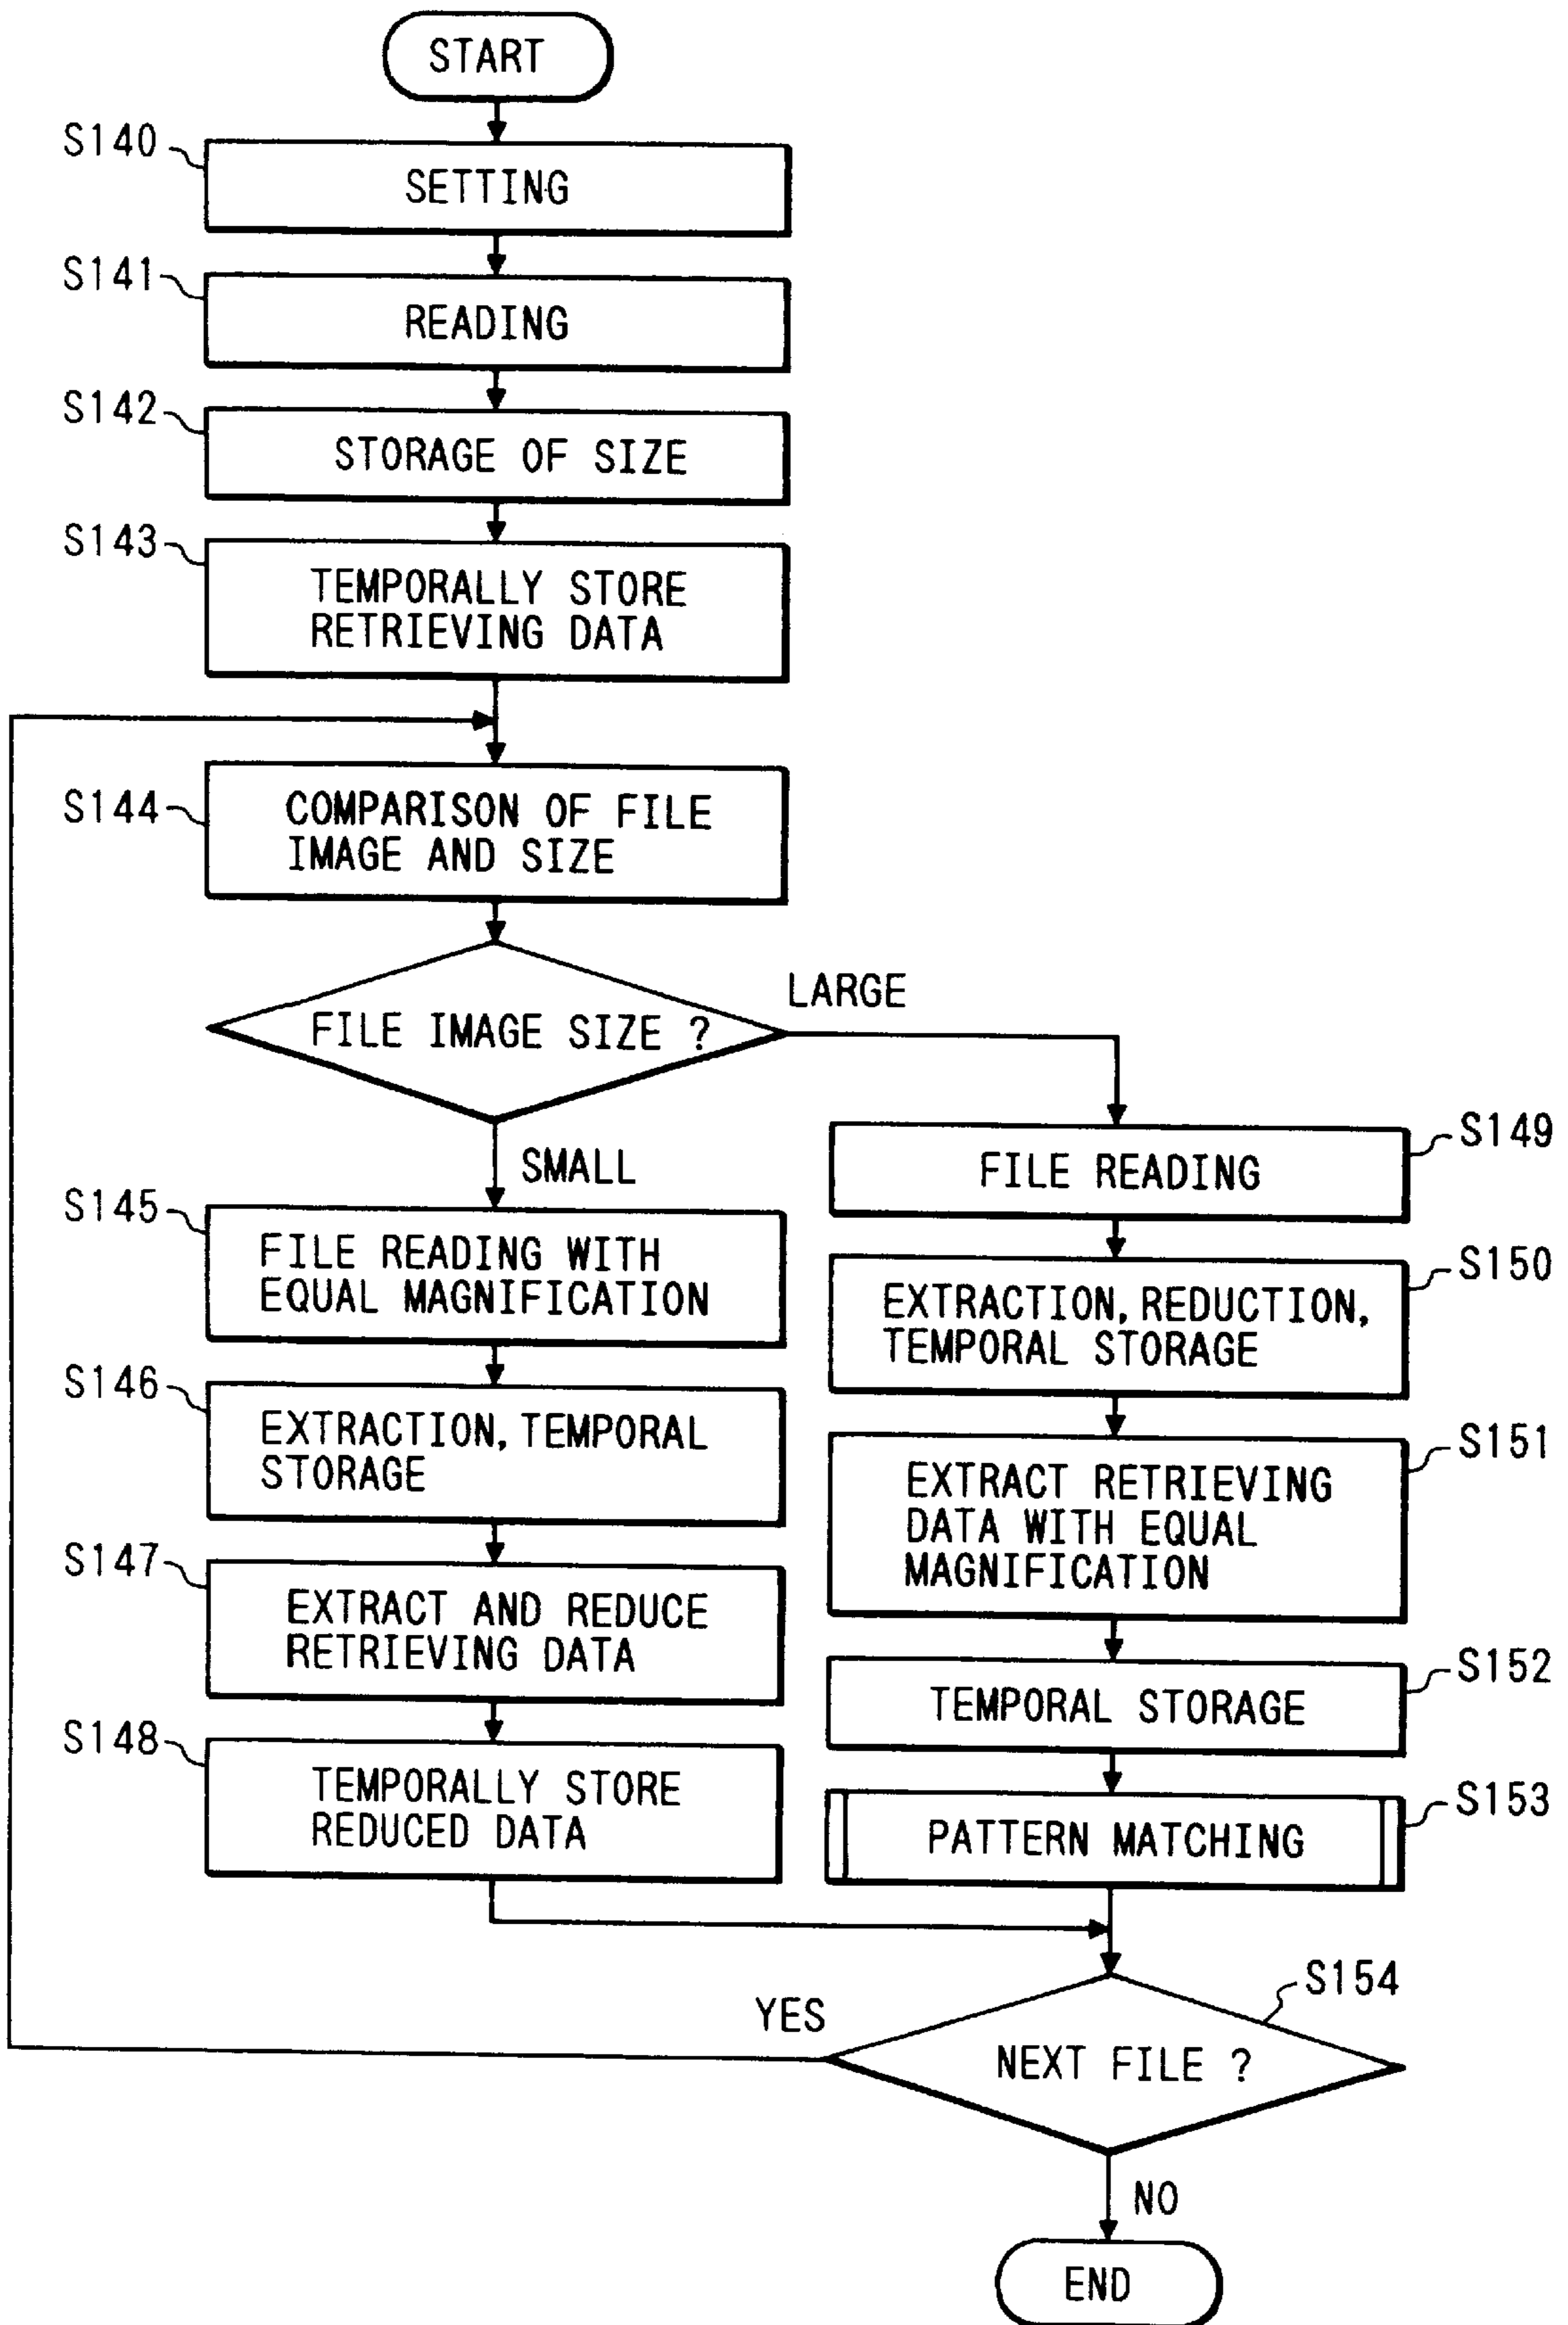 START
S140
SETTING
S141
READING
S142
STORAGE OF SIZE
S143
TEMPORALLY STORE
RETRIEVING DATA
S144
COMPARISON OF FILE
IMAGE AND SIZE
FILE IMAGE SIZE ?
LARGE
SMALL
S145
FILE READING WITH
EQUAL MAGNIFICATION
S146
EXTRACTION, TEMPORAL
STORAGE
S147
EXTRACT AND REDUCE
RETRIEVING DATA
S148
TEMPORALLY STORE
REDUCED DATA
S149
FILE READING
S150
EXTRACTION, REDUCTION,
TEMPORAL STORAGE
S151
EXTRACT RETRIEVING
DATA WITH EQUAL
MAGNIFICATION
S152
TEMPORAL STORAGE
S153
PATTERN MATCHING
S154
NEXT FILE ?
YES
NO
END